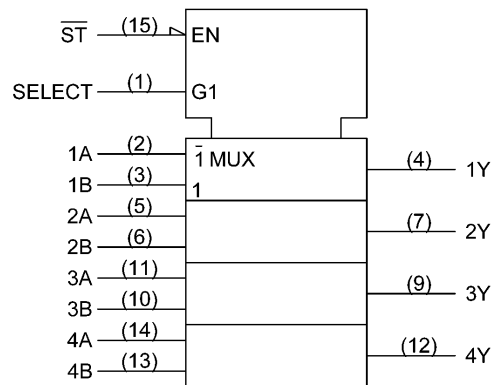 S̅T̅ (15) EN
SELECT (1) G1
1A (2) 1̅ MUX (4) 1Y
1B (3) 1
2A (5) (7) 2Y
2B (6)
3A (11) (9) 3Y
3B (10)
4A (14) (12) 4Y
4B (13)